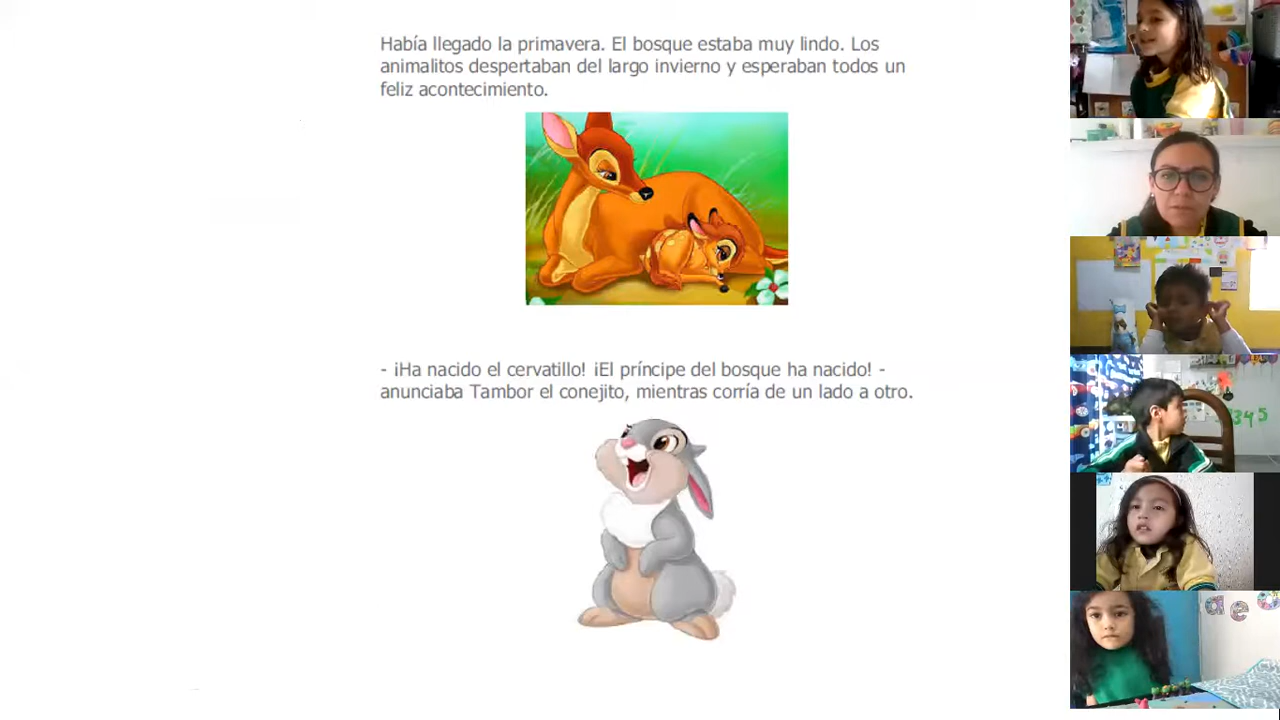 Había llegado la primavera. El bosque estaba muy lindo. Los
animalitos despertaban del largo invierno y esperaban todos un
feliz acontecimiento.
- ¡Ha nacido el cervatillo! ¡El príncipe del bosque ha nacido! -
anunciaba Tambor el conejito, mientras corría de un lado a otro.
345
a e o